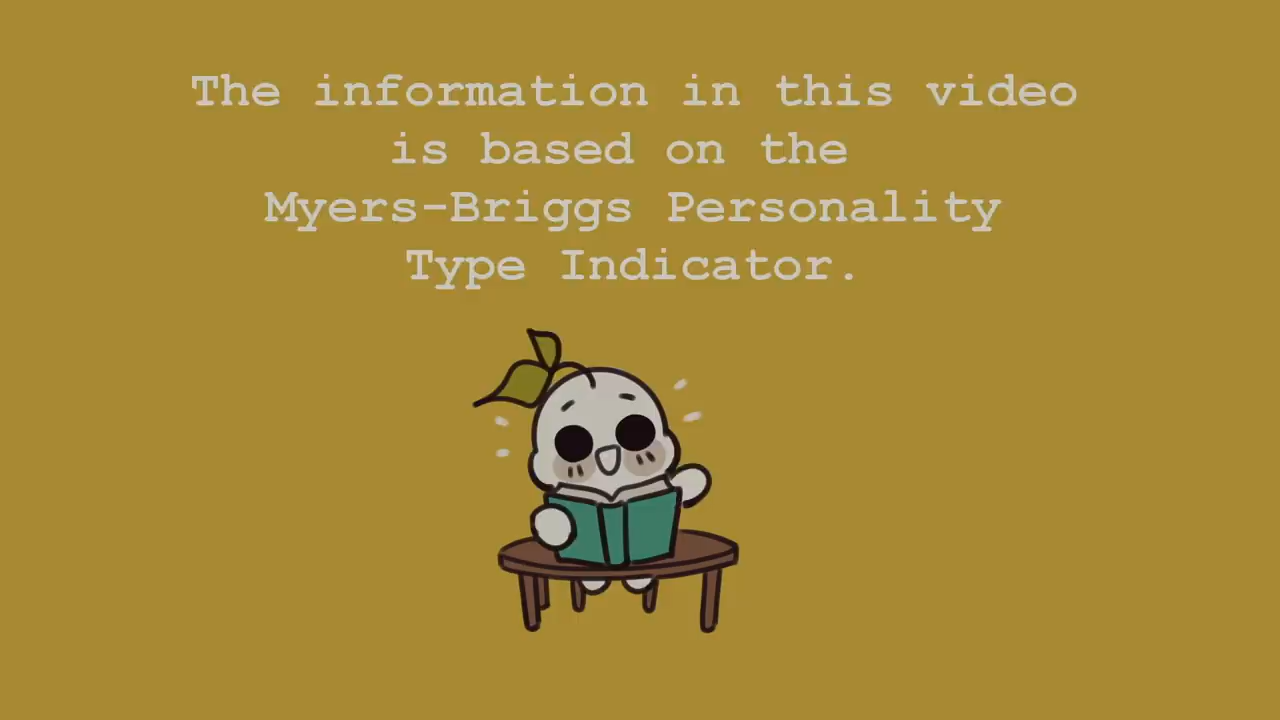 The information in this video
is based on the
Myers-Briggs Personality
Type Indicator.